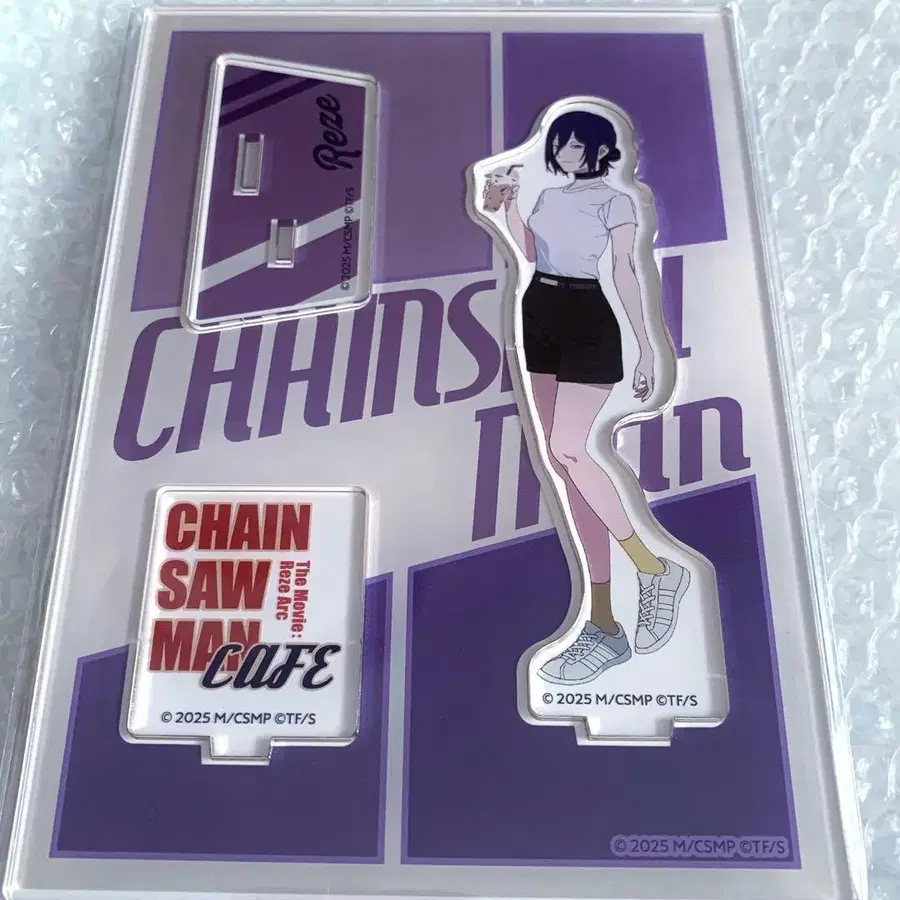 Reze
© 2025 M/CSMP ©TF/S
CHAINS
Man
CHAIN
SAW
MAN
The Movie:
Reze Arc
CAFE
© 2025 M/CSMP ©TF/S
© 2025 M/CSMP ©TF/S
© 2025 M/CSMP ©TF/S